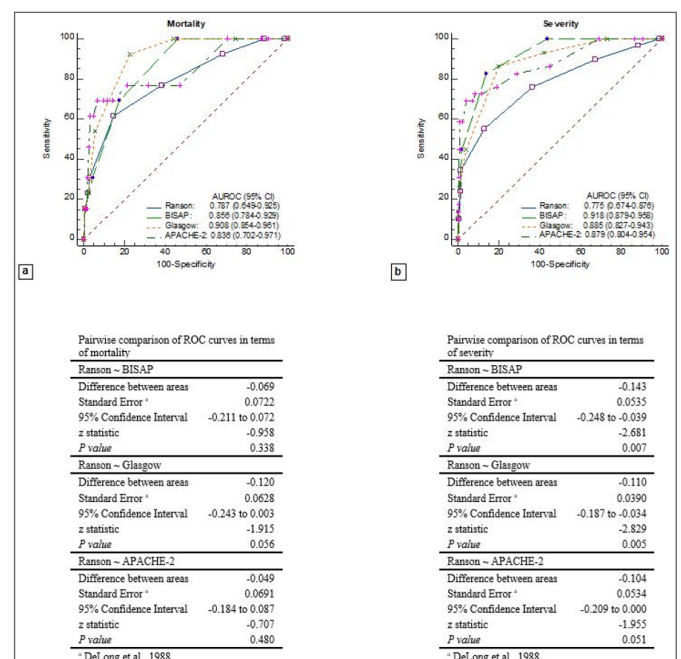 Mortality
100
80
60
40
20
0
Sensitivity
0 20 40 60 80 100
100-Specificity
AUROC (95% CI)
Ranson: 0.787 (0.649-0.925)
BISAP: 0.856 (0.784-0.929)
Glasgow: 0.908 (0.854-0.961)
APACHE-2: 0.836 (0.702-0.971)
a
Severity
100
80
60
40
20
0
Sensitivity
0 20 40 60 80 100
100-Specificity
AUROC (95% CI)
Ranson: 0.775 (0.674-0.876)
BISAP: 0.918 (0.879-0.958)
Glasgow: 0.885 (0.827-0.943)
APACHE-2: 0.879 (0.804-0.954)
b
Pairwise comparison of ROC curves in terms
of mortality
Ranson ~ BISAP
Difference between areas -0.069
Standard Error ª 0.0722
95% Confidence Interval -0.211 to 0.072
z statistic -0.958
P value 0.338
Ranson ~ Glasgow
Difference between areas -0.120
Standard Error ª 0.0628
95% Confidence Interval -0.243 to 0.003
z statistic -1.915
P value 0.056
Ranson ~ APACHE-2
Difference between areas -0.049
Standard Error ª 0.0691
95% Confidence Interval -0.184 to 0.087
z statistic -0.707
P value 0.480
ª DeLong et al., 1988
Pairwise comparison of ROC curves in terms
of severity
Ranson ~ BISAP
Difference between areas -0.143
Standard Error ª 0.0535
95% Confidence Interval -0.248 to -0.039
z statistic -2.681
P value 0.007
Ranson ~ Glasgow
Difference between areas -0.110
Standard Error ª 0.0390
95% Confidence Interval -0.187 to -0.034
z statistic -2.829
P value 0.005
Ranson ~ APACHE-2
Difference between areas -0.104
Standard Error ª 0.0534
95% Confidence Interval -0.209 to 0.000
z statistic -1.955
P value 0.051
ª DeLong et al., 1988